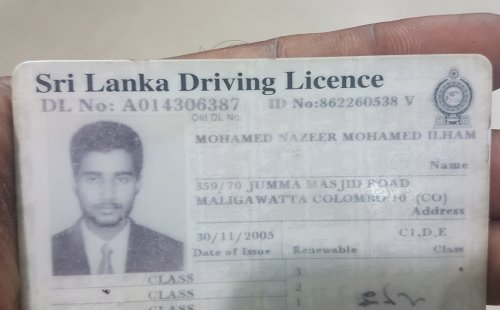 Sri Lanka Driving Licence
DL No: A014306387
ID No:862260538 V
Old DL No.
MOHAMED NAZEER MOHAMED ILHAM
Name
359/70 JUMMA MASJID ROAD
MALIGAWATTA COLOMBO 10 (CO)
Address
30/11/2005
C1,D,E
Date of Issue
Renewable
Class
CLASS
3
CLASS
2
CLASS
1